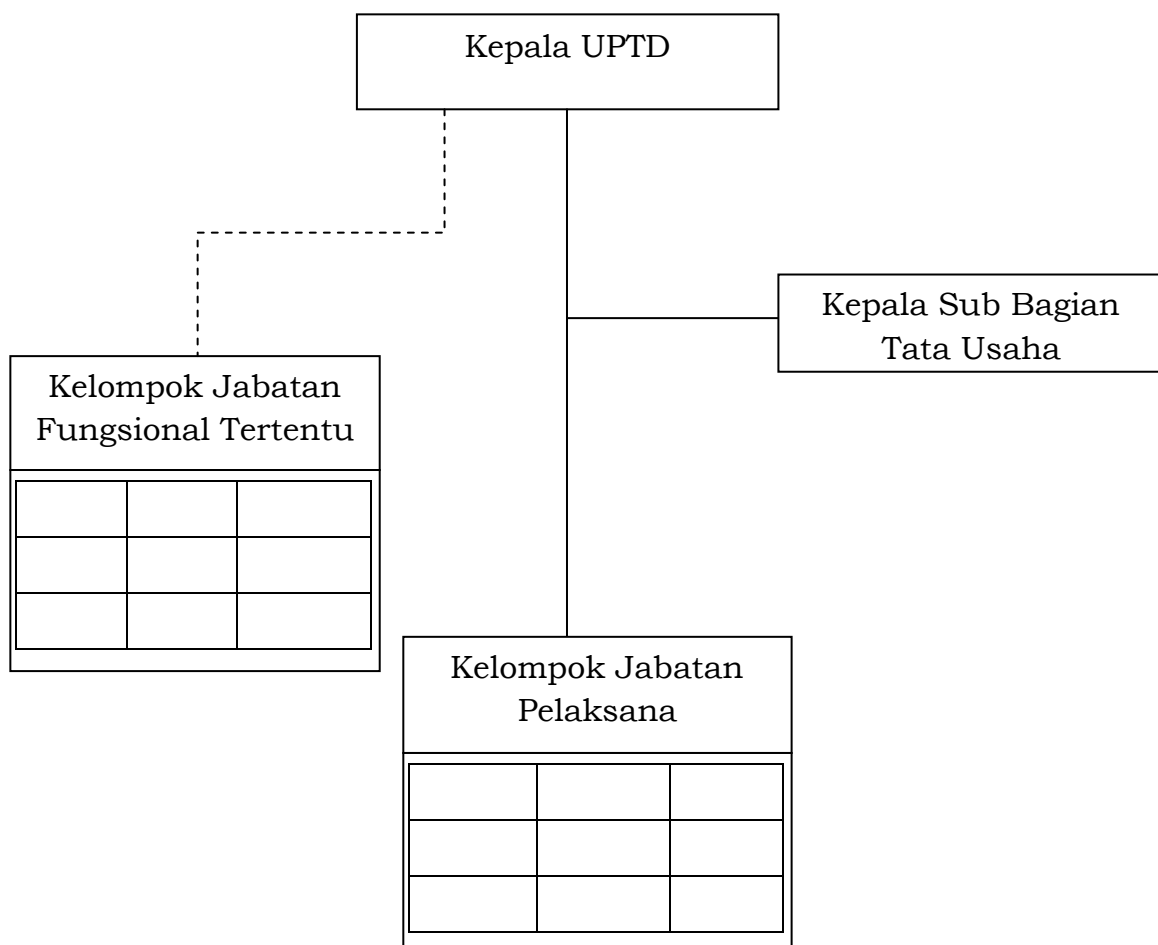 Kepala UPTD
Kepala Sub Bagian
Tata Usaha
Kelompok Jabatan
Fungsional Tertentu
Kelompok Jabatan
Pelaksana